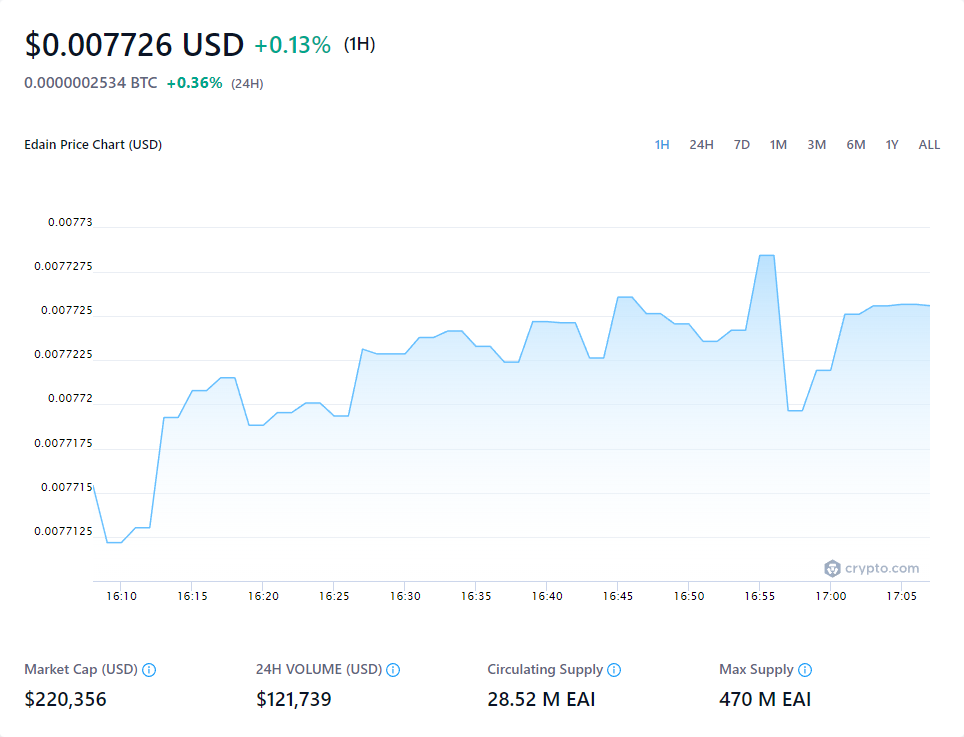 $0.007726 USD +0.13% (1H)
0.0000002534 BTC +0.36% (24H)
Edain Price Chart (USD)
1H 24H 7D 1M 3M 6M 1Y ALL
0.00773
0.0077275
0.007725
0.0077225
0.00772
0.0077175
0.007715
0.0077125
crypto.com
16:10 16:15 16:20 16:25 16:30 16:35 16:40 16:45 16:50 16:55 17:00 17:05
Market Cap (USD) 24H VOLUME (USD) Circulating Supply Max Supply
$220,356 $121,739 28.52 M EAI 470 M EAI